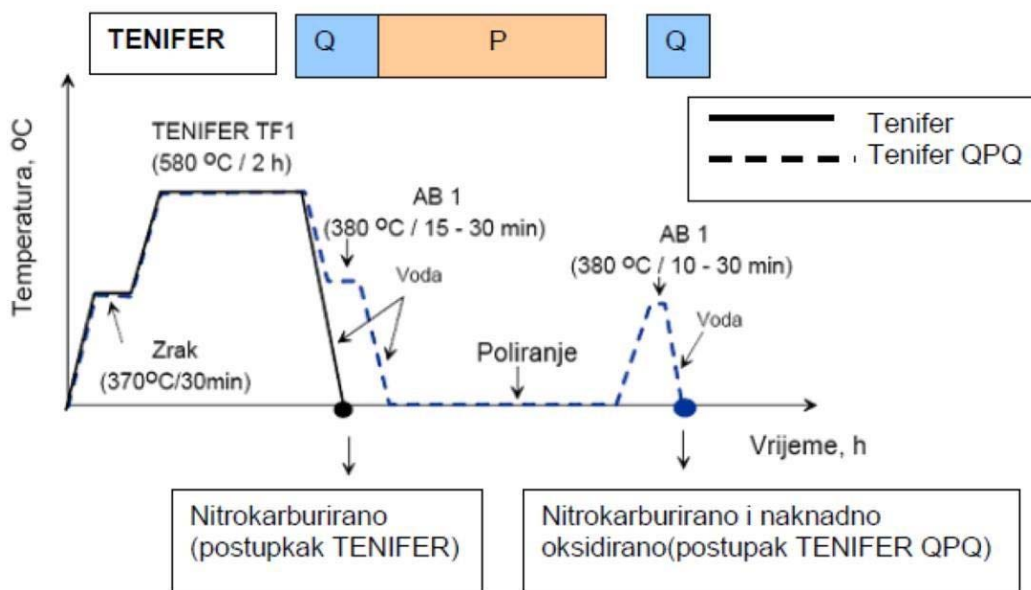 TENIFER
Q
P
Q
Tenifer
Tenifer QPQ
Temperatura, ºC
TENIFER TF1
(580 ºC / 2 h)
AB 1
(380 ºC / 15 - 30 min)
AB 1
(380 ºC / 10 - 30 min)
Voda
Voda
Zrak
(370ºC/30min)
Poliranje
Vrijeme, h
Nitrokarburirano
(postupkak TENIFER)
Nitrokarburirano i naknadno
oksidirano(postupak TENIFER QPQ)